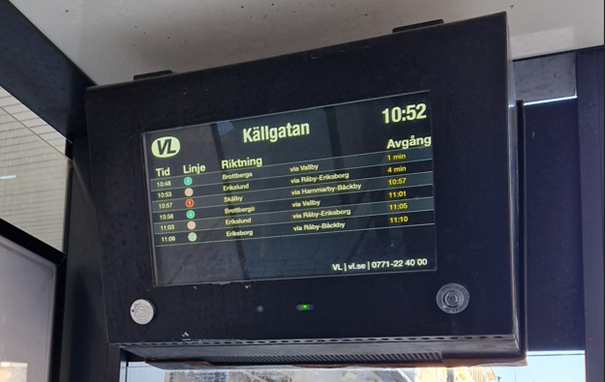 VL Källgatan 10:52
Tid Linje Riktning Avgång
10:48 Brottberga via Vallby 1 min
10:53 Erikslund via Råby-Eriksborg 4 min
10:57 1 Skälby via Hammarby-Bäckby 10:57
10:58 Brottberga via Vallby 11:01
11:03 Erikslund via Råby-Eriksborg 11:05
11:06 Eriksborg via Råby-Bäckby 11:10
VL | vl.se | 0771-22 40 00